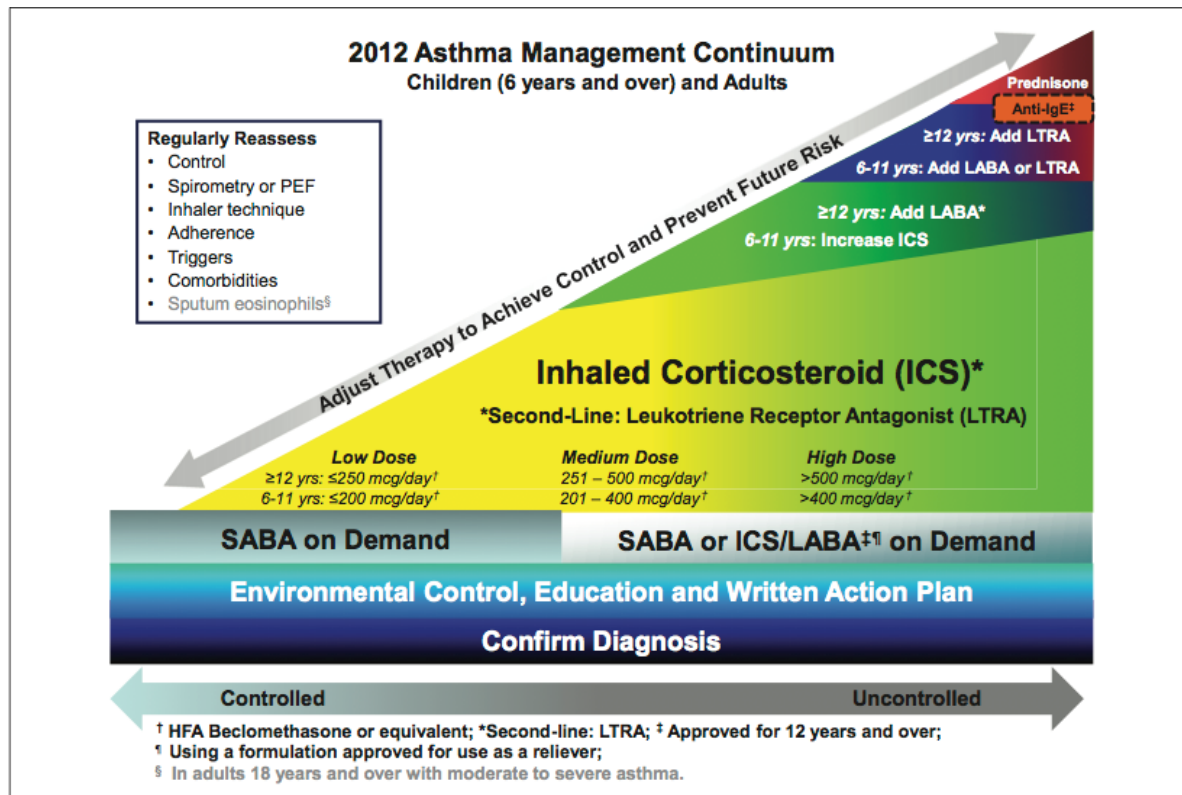 2012 Asthma Management Continuum
Children (6 years and over) and Adults
Regularly Reassess
• Control
• Spirometry or PEF
• Inhaler technique
• Adherence
• Triggers
• Comorbidities
• Sputum eosinophils§
Adjust Therapy to Achieve Control and Prevent Future Risk
Prednisone
Anti-IgE‡
≥12 yrs: Add LTRA
6-11 yrs: Add LABA or LTRA
≥12 yrs: Add LABA*
6-11 yrs: Increase ICS
Inhaled Corticosteroid (ICS)*
*Second-Line: Leukotriene Receptor Antagonist (LTRA)
Low Dose Medium Dose High Dose
≥12 yrs: ≤250 mcg/day† 251 – 500 mcg/day† >500 mcg/day†
6-11 yrs: ≤200 mcg/day† 201 – 400 mcg/day† >400 mcg/day†
SABA on Demand SABA or ICS/LABA‡¶ on Demand
Environmental Control, Education and Written Action Plan
Confirm Diagnosis
Controlled Uncontrolled
† HFA Beclomethasone or equivalent; *Second-line: LTRA; ‡ Approved for 12 years and over;
¶ Using a formulation approved for use as a reliever;
§ In adults 18 years and over with moderate to severe asthma.